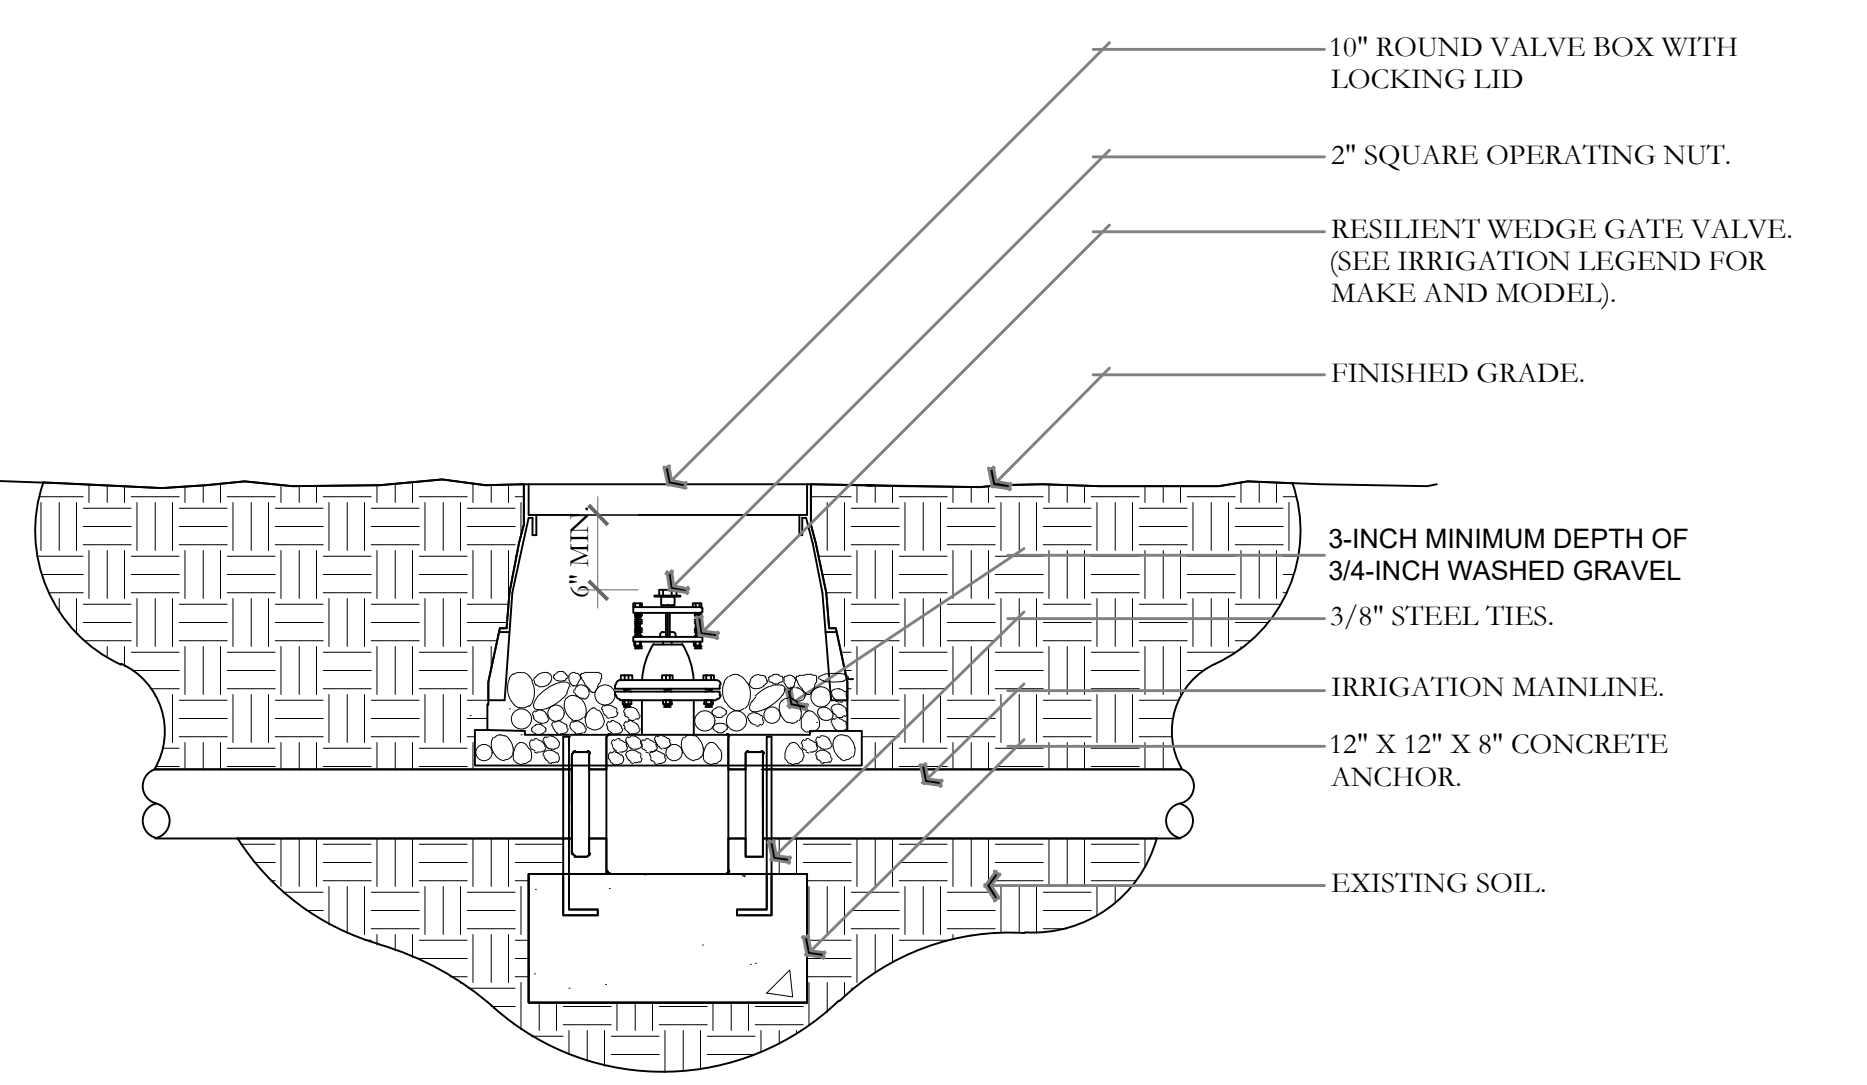 10" ROUND VALVE BOX WITH
LOCKING LID
2" SQUARE OPERATING NUT.
RESILIENT WEDGE GATE VALVE.
(SEE IRRIGATION LEGEND FOR
MAKE AND MODEL).
FINISHED GRADE.
6" MIN.
3-INCH MINIMUM DEPTH OF
3/4-INCH WASHED GRAVEL
3/8" STEEL TIES.
IRRIGATION MAINLINE.
12" X 12" X 8" CONCRETE
ANCHOR.
EXISTING SOIL.